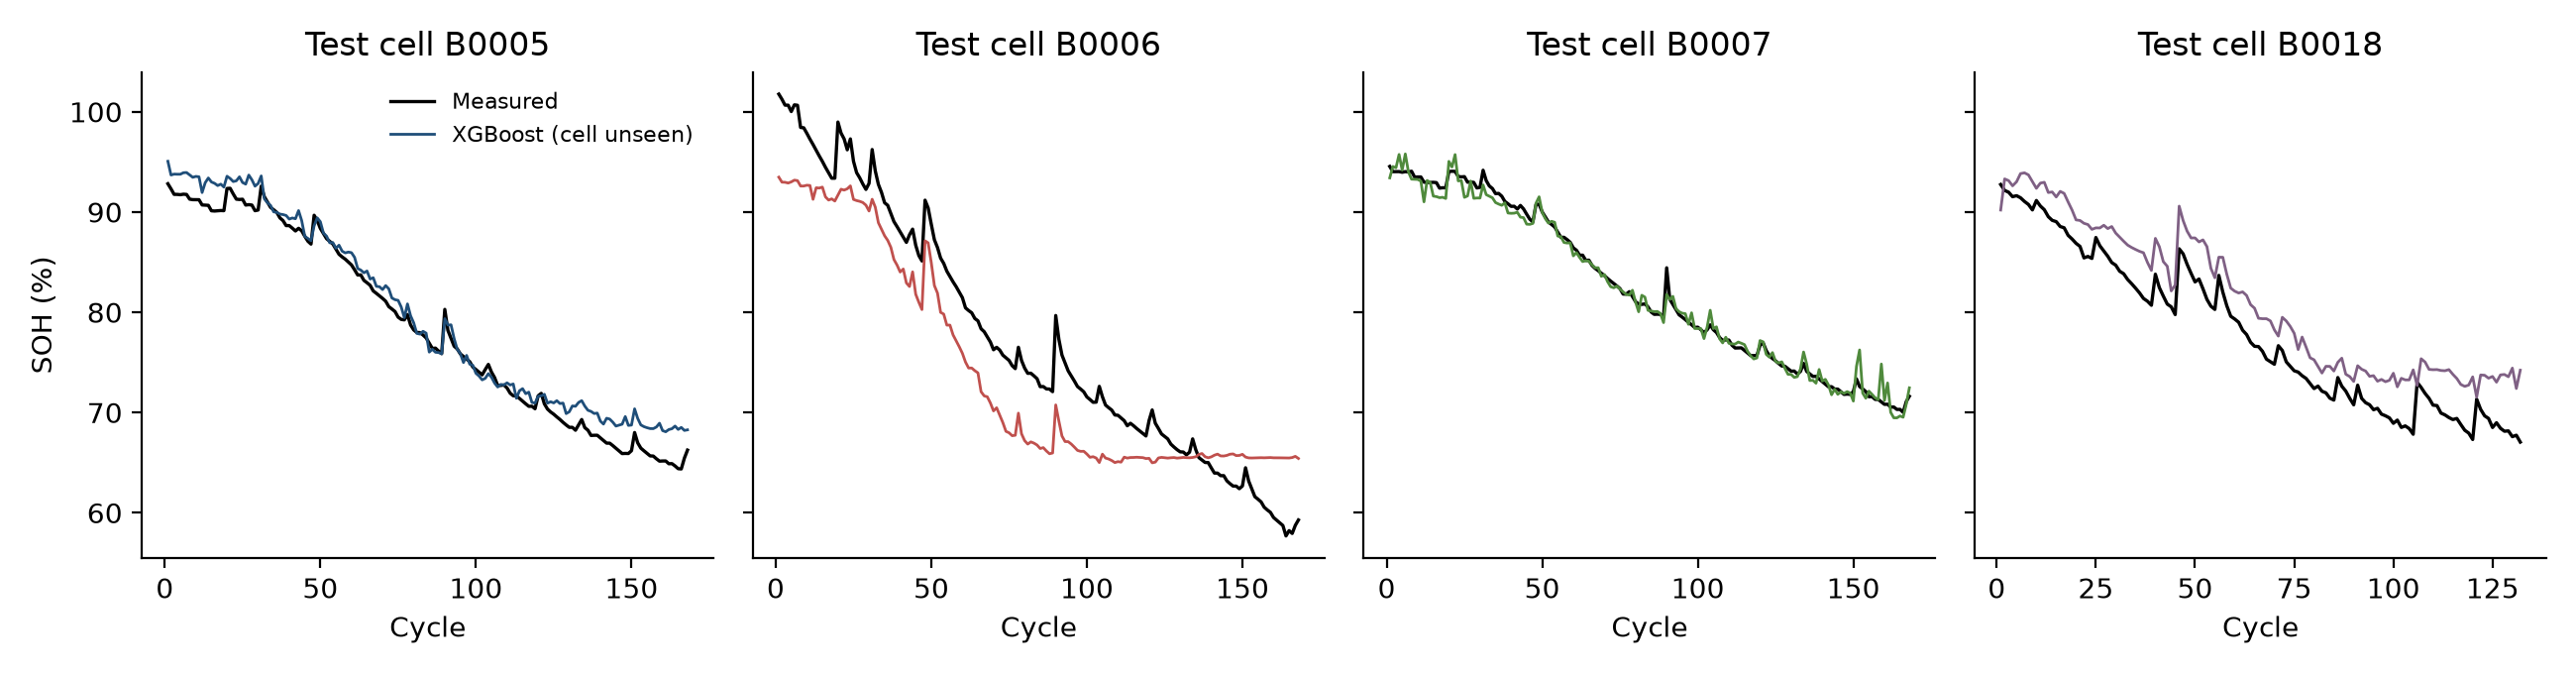 Test cell B0005
Test cell B0006
Test cell B0007
Test cell B0018
Measured
XGBoost (cell unseen)
SOH (%)
100
90
80
70
60
0 50 100 150
0 50 100 150
0 50 100 150
0 25 50 75 100 125
Cycle
Cycle
Cycle
Cycle